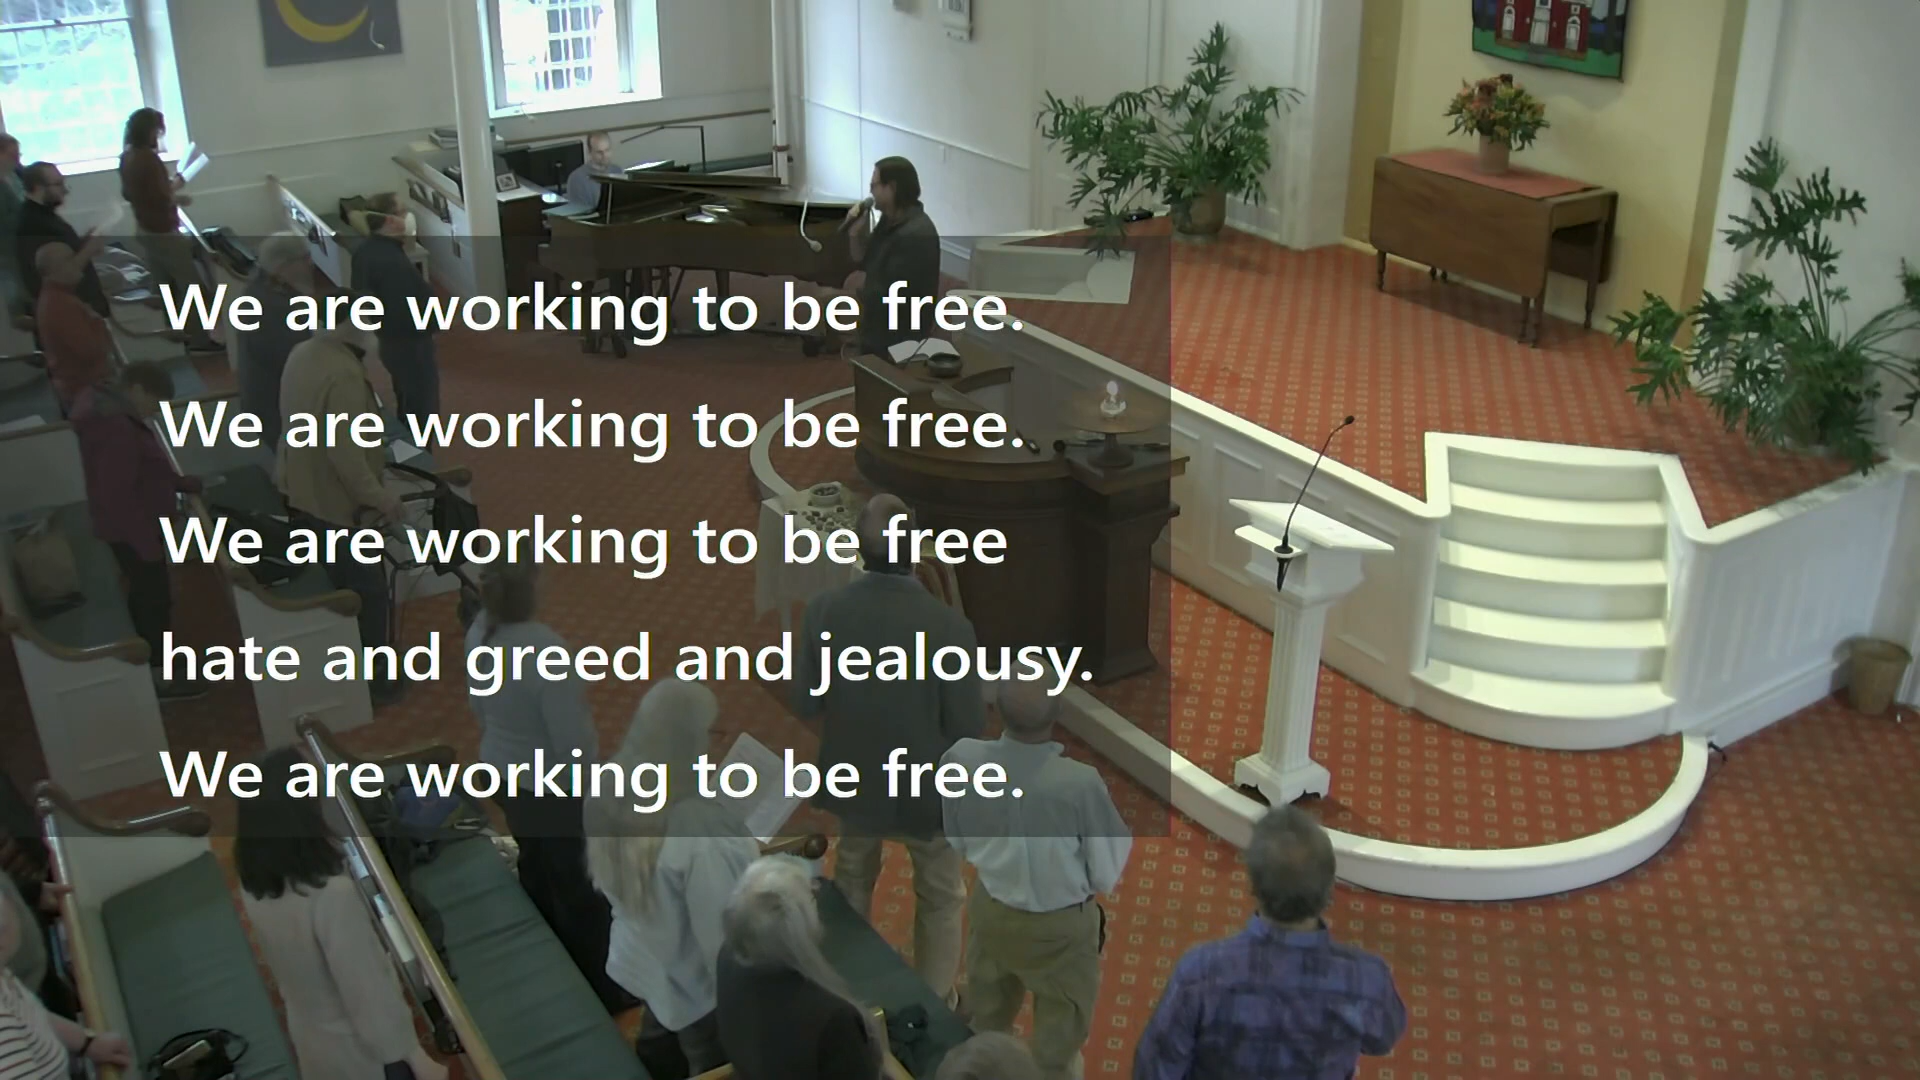 We are working to be free.
We are working to be free.
We are working to be free
hate and greed and jealousy.
We are working to be free.